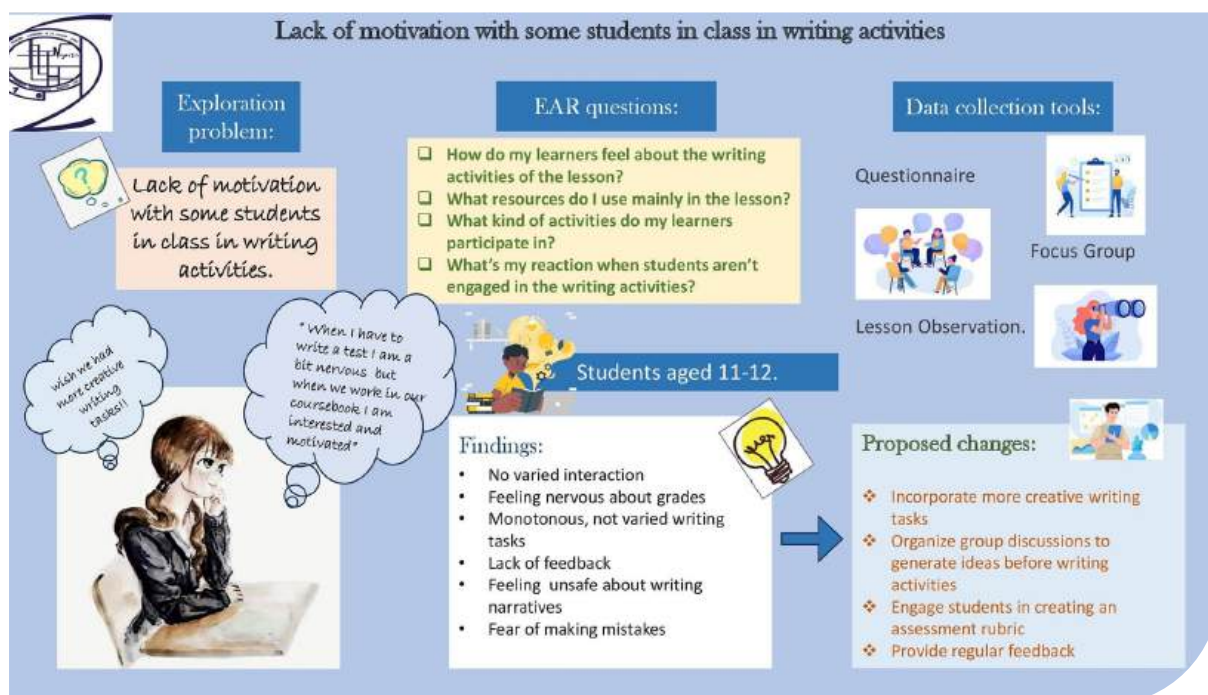 Lack of motivation with some students in class in writing activities
Exploration
problem:
Lack of motivation
with some students
in class in writing
activities.
wish we had
more creative
writing
tasks!!
" When I have to
write a test I am a
bit nervous but
when we work in our
coursebook I am
interested and
motivated"
EAR questions:
❑ How do my learners feel about the writing
activities of the lesson?
❑ What resources do I use mainly in the lesson?
❑ What kind of activities do my learners
participate in?
❑ What's my reaction when students aren't
engaged in the writing activities?
Students aged 11-12.
Findings:
• No varied interaction
• Feeling nervous about grades
• Monotonous, not varied writing
tasks
• Lack of feedback
• Feeling unsafe about writing
narratives
• Fear of making mistakes
Data collection tools:
Questionnaire
Focus Group
Lesson Observation.
Proposed changes:
❖ Incorporate more creative writing
tasks
❖ Organize group discussions to
generate ideas before writing
activities
❖ Engage students in creating an
assessment rubric
❖ Provide regular feedback